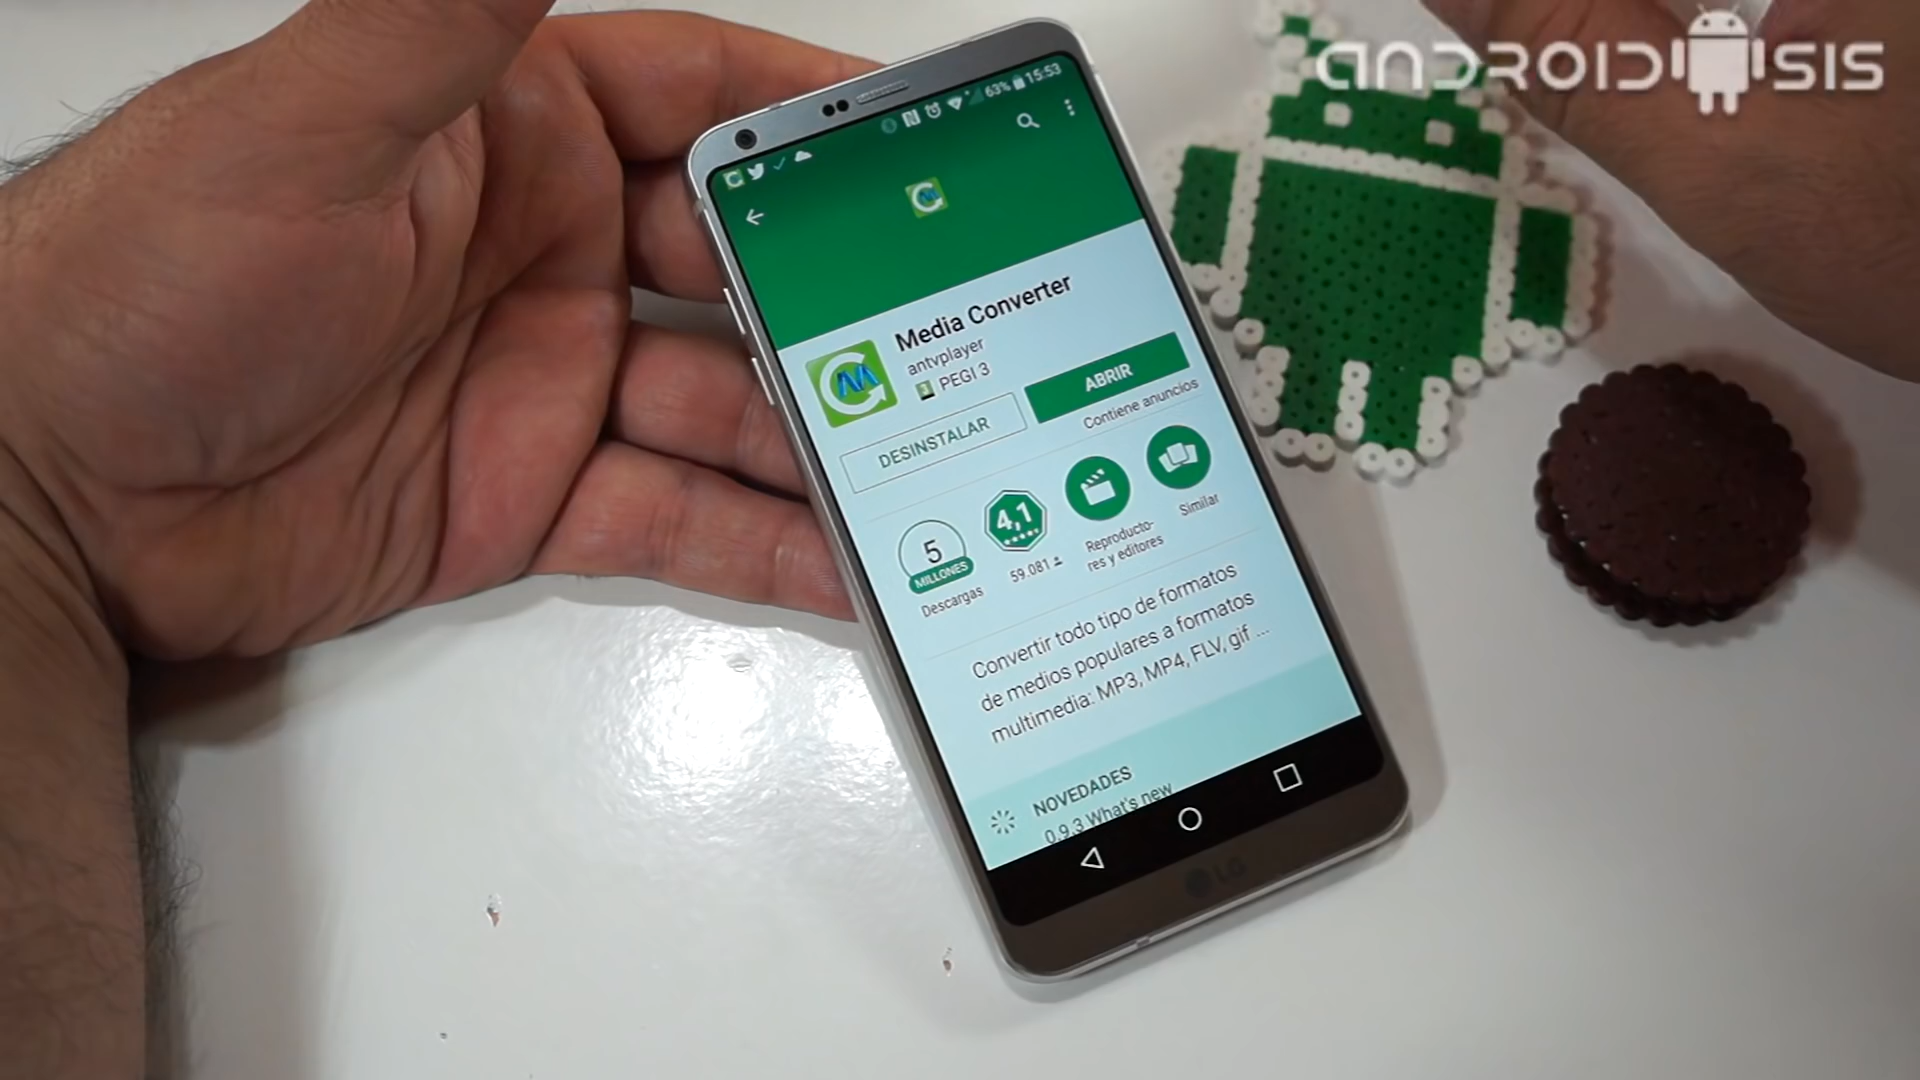 ANDROIDSIS
63% 15:53
Media Converter
antvplayer
3 PEGI 3
DESINSTALAR
ABRIR
Contiene anuncios
5
MILLONES
Descargas
4,1
59.081
Reproducto-
res y editores
Similar
Convertir todo tipo de formatos
de medios populares a formatos
multimedia: MP3, MP4, FLV, gif ...
NOVEDADES
0.9.3 What's new
LG